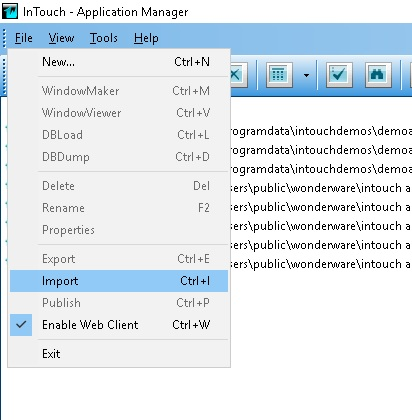 InTouch - Application Manager
File View Tools Help
New... Ctrl+N
WindowMaker Ctrl+M
WindowViewer Ctrl+V
DBLoad Ctrl+L
DBDump Ctrl+D
Delete Del
Rename F2
Properties
Export Ctrl+E
Import Ctrl+I
Publish Ctrl+P
Enable Web Client Ctrl+W
Exit
rogramdata\intouchdemos\demoa
rogramdata\intouchdemos\demoa
rogramdata\intouchdemos\demoa
sers\public\wonderware\intouch a
sers\public\wonderware\intouch a
sers\public\wonderware\intouch a
sers\public\wonderware\intouch a
sers\public\wonderware\intouch a